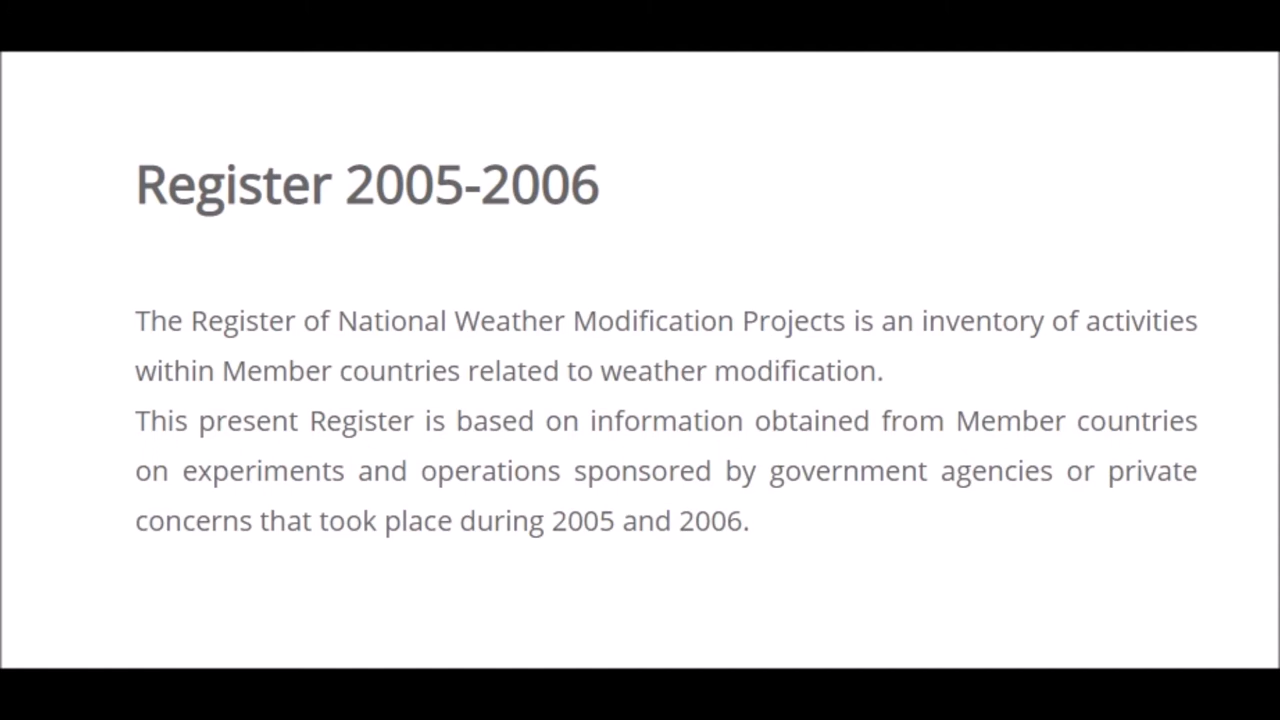 Register 2005-2006
The Register of National Weather Modification Projects is an inventory of activities
within Member countries related to weather modification.
This present Register is based on information obtained from Member countries
on experiments and operations sponsored by government agencies or private
concerns that took place during 2005 and 2006.